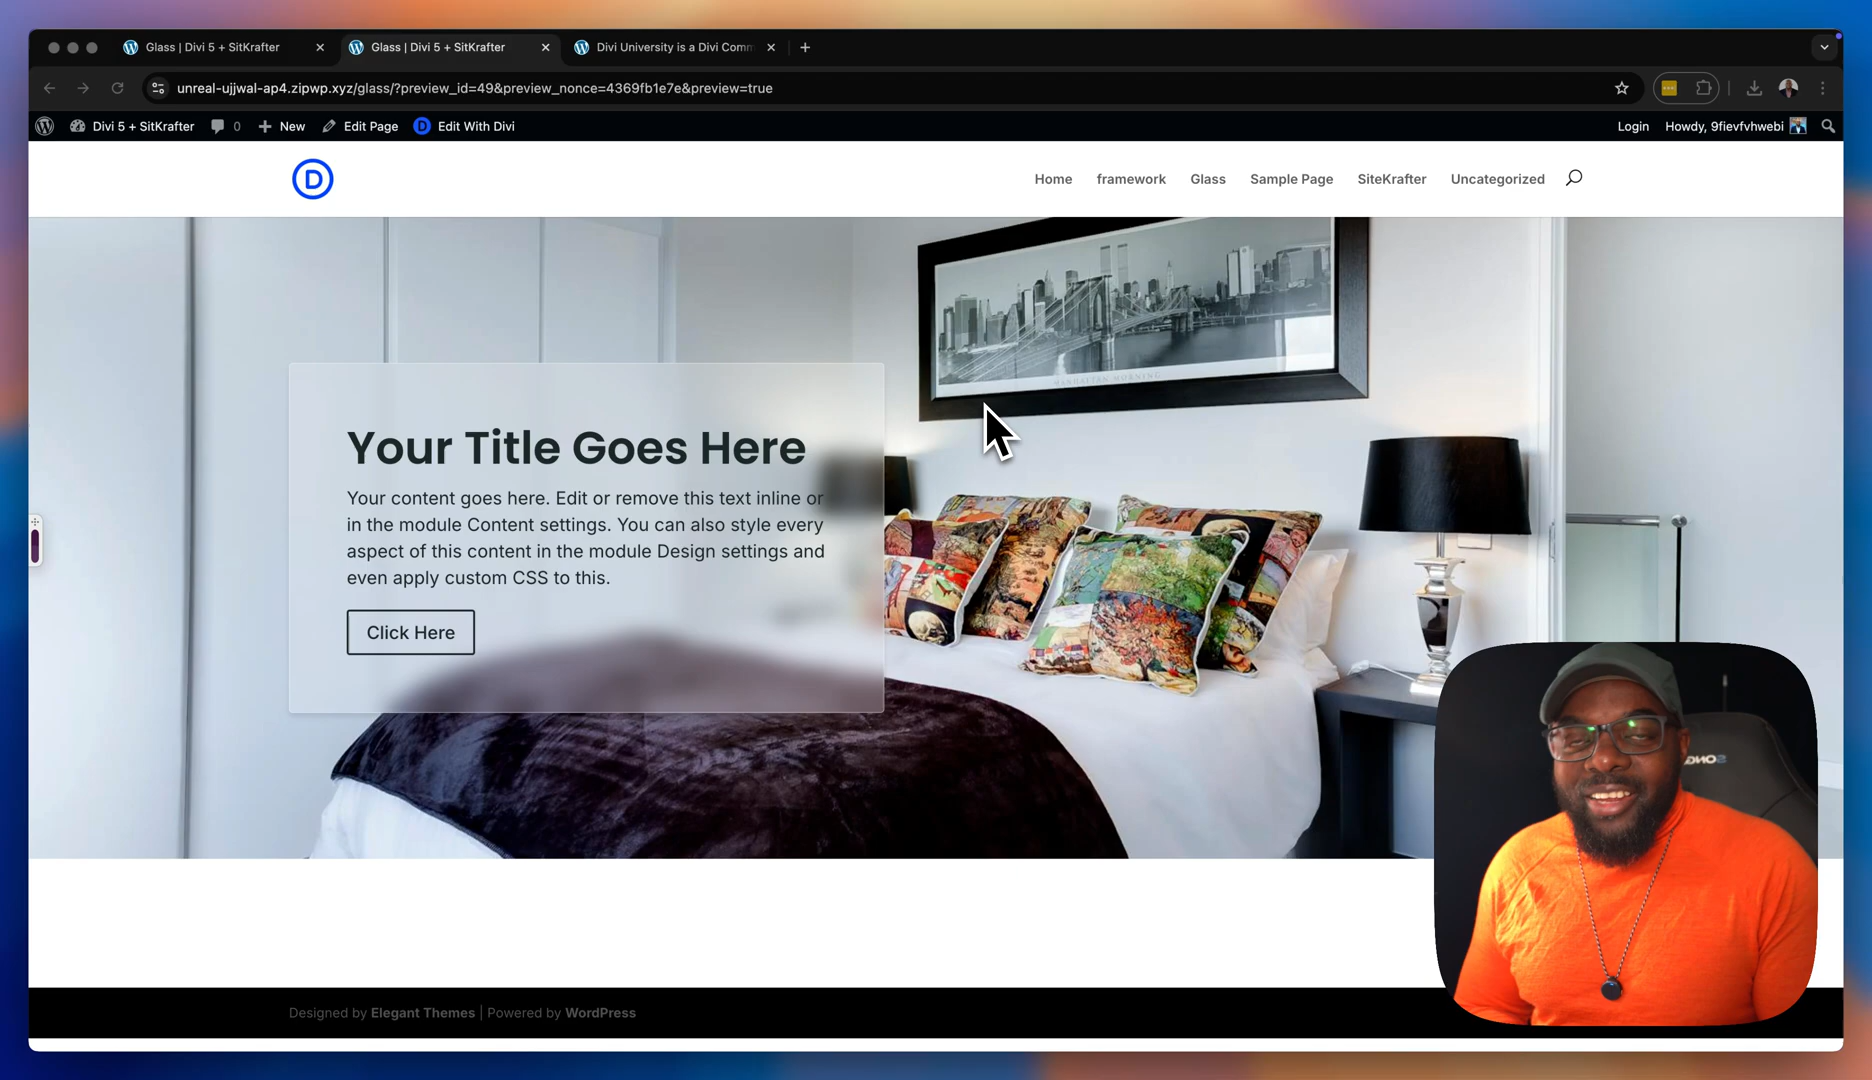 Glass | Divi 5 + SitKrafter
Glass | Divi 5 + SitKrafter
Divi University is a Divi Comm
unreal-ujjwal-ap4.zipwp.xyz/glass/?preview_id=49&preview_nonce=4369fb1e7e&preview=true
Divi 5 + SitKrafter 0 New Edit Page D Edit With Divi Login Howdy, 9fievfvhwebi
D
Home framework Glass Sample Page SiteKrafter Uncategorized
MANHATTAN MORNING
Your Title Goes Here
Your content goes here. Edit or remove this text inline or
in the module Content settings. You can also style every
aspect of this content in the module Design settings and
even apply custom CSS to this.
Click Here
Designed by Elegant Themes | Powered by WordPress